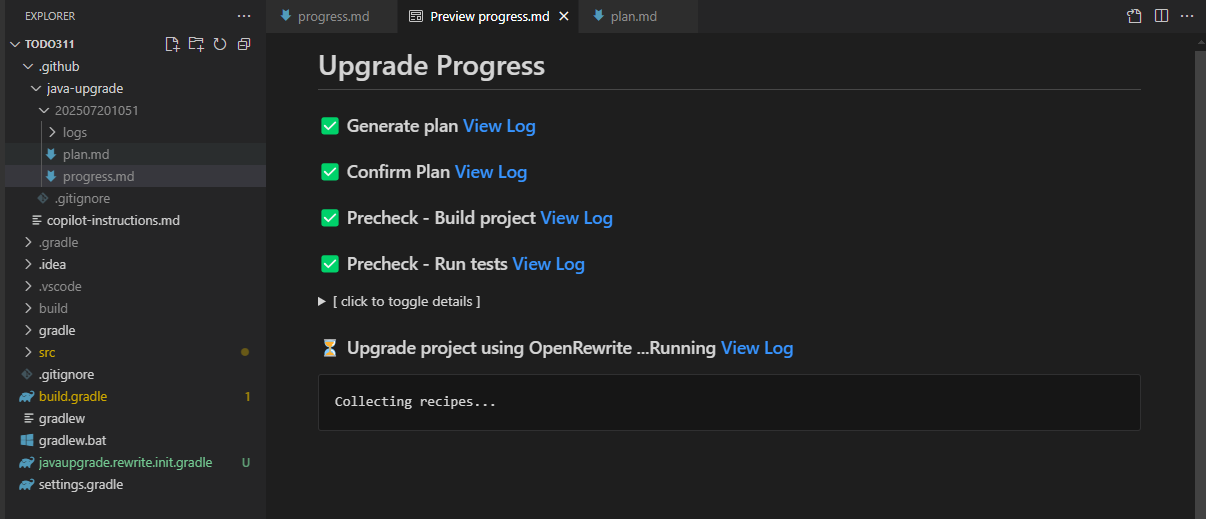 EXPLORER
TODO311
.github
java-upgrade
202507201051
logs
plan.md
progress.md
.gitignore
copilot-instructions.md
.gradle
.idea
.vscode
build
gradle
src
.gitignore
build.gradle 1
gradlew
gradlew.bat
javaupgrade.rewrite.init.gradle U
settings.gradle
progress.md
Preview progress.md
plan.md
Upgrade Progress
Generate plan View Log
Confirm Plan View Log
Precheck - Build project View Log
Precheck - Run tests View Log
[ click to toggle details ]
Upgrade project using OpenRewrite ...Running View Log
Collecting recipes...